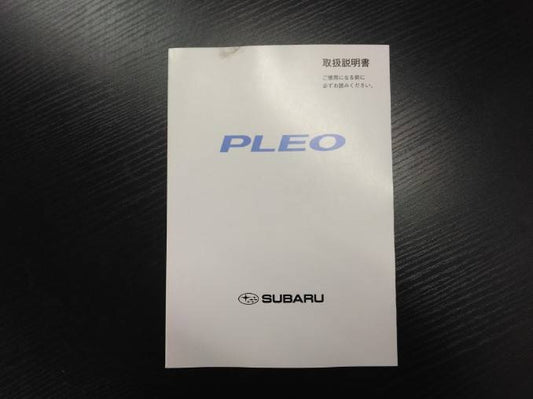 取扱説明書
ご使用になる前に
必ずお読みください。
PLEO
SUBARU